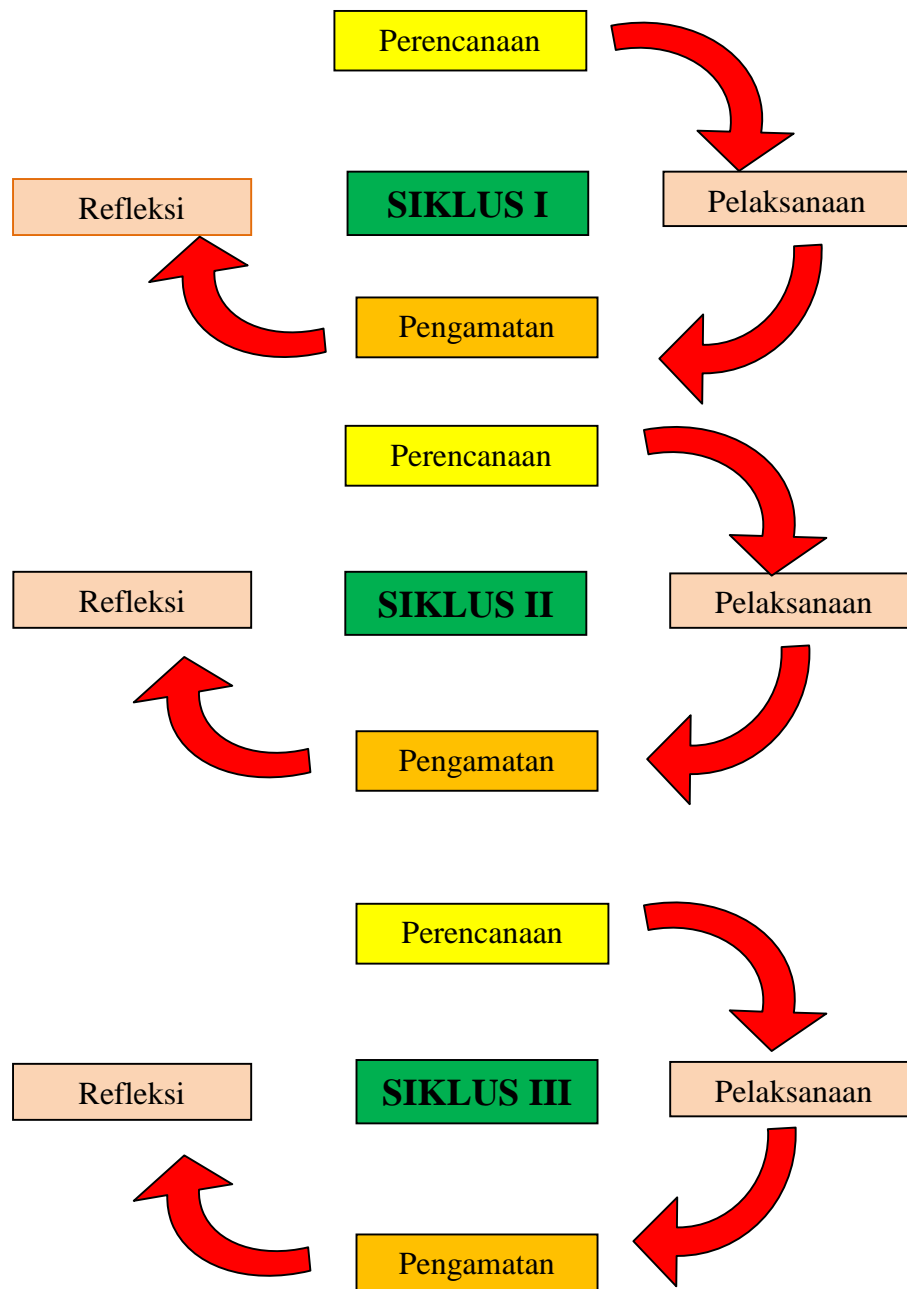 Perencanaan
Refleksi
SIKLUS I
Pelaksanaan
Pengamatan
Perencanaan
Refleksi
SIKLUS II
Pelaksanaan
Pengamatan
Perencanaan
Refleksi
SIKLUS III
Pelaksanaan
Pengamatan